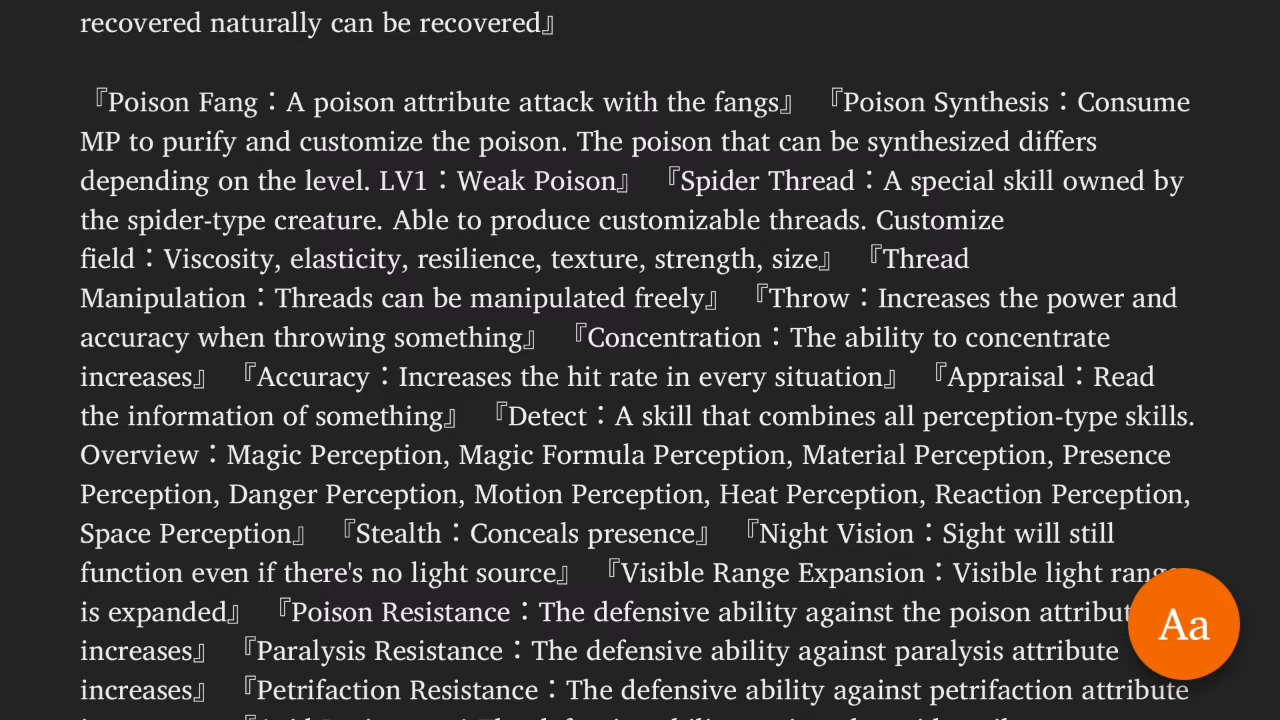 recovered naturally can be recovered』
『Poison Fang：A poison attribute attack with the fangs』 『Poison Synthesis：Consume
MP to purify and customize the poison. The poison that can be synthesized differs
depending on the level. LV1：Weak Poison』 『Spider Thread：A special skill owned by
the spider-type creature. Able to produce customizable threads. Customize
field：Viscosity, elasticity, resilience, texture, strength, size』 『Thread
Manipulation：Threads can be manipulated freely』 『Throw：Increases the power and
accuracy when throwing something』 『Concentration：The ability to concentrate
increases』 『Accuracy：Increases the hit rate in every situation』 『Appraisal：Read
the information of something』 『Detect：A skill that combines all perception-type skills.
Overview：Magic Perception, Magic Formula Perception, Material Perception, Presence
Perception, Danger Perception, Motion Perception, Heat Perception, Reaction Perception,
Space Perception』 『Stealth：Conceals presence』 『Night Vision：Sight will still
function even if there's no light source』 『Visible Range Expansion：Visible light range
is expanded』 『Poison Resistance：The defensive ability against the poison attribut
increases』 『Paralysis Resistance：The defensive ability against paralysis attribute
increases』 『Petrifaction Resistance：The defensive ability against petrifaction attribute
Aa